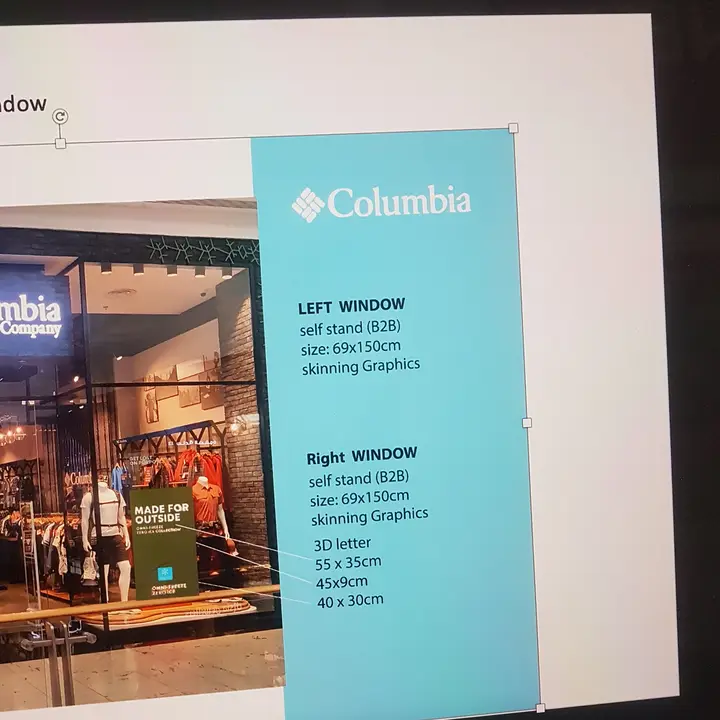 ndow
Columbia
LEFT WINDOW
self stand (B2B)
size: 69x150cm
skinning Graphics
Right WINDOW
self stand (B2B)
size: 69x150cm
skinning Graphics
3D letter
55 x 35cm
45x9cm
40 x 30cm
mbia
Company
MADE FOR
OUTSIDE